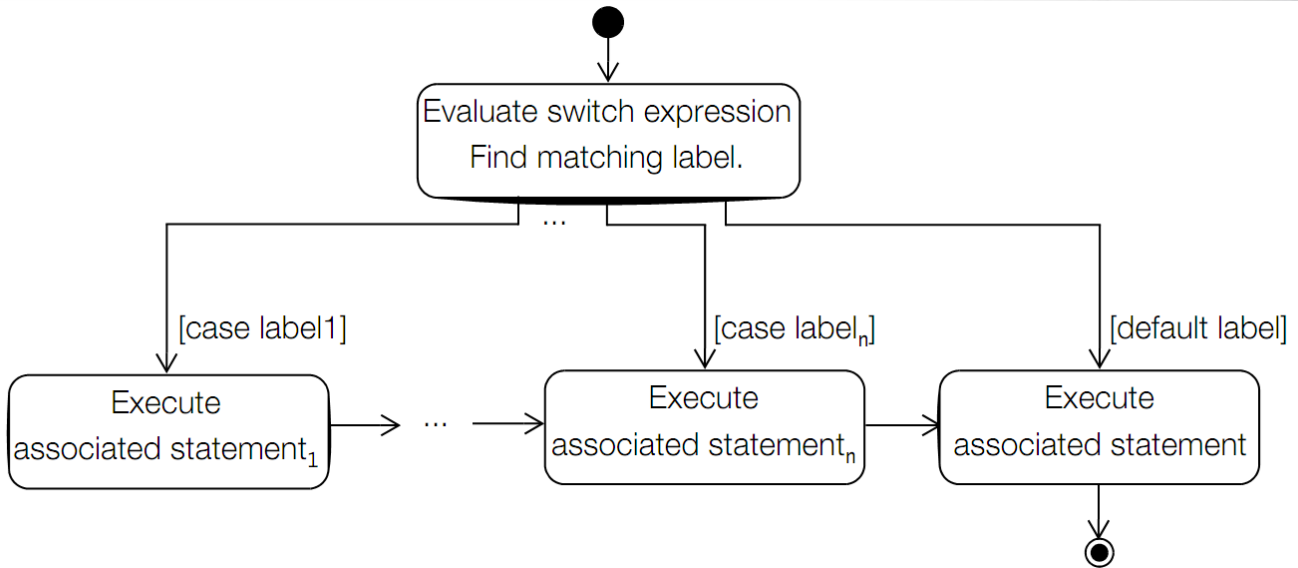 Evaluate switch expression
Find matching label.
...
[case label1]
[case labelₙ]
[default label]
Execute
associated statement₁
...
Execute
associated statementₙ
Execute
associated statement